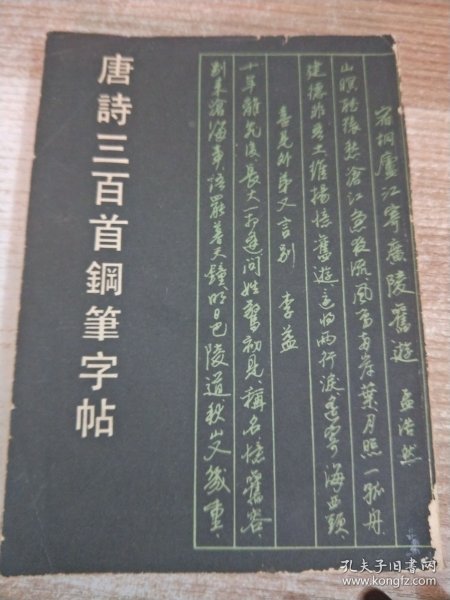 唐詩三百首鋼筆字帖
宿桐廬江寄廣陵舊遊 孟浩然
山暝聽猿愁滄江急夜流、風鳴兩岸葉月照一孤舟、
建德非吾土維揚憶舊遊還將兩行淚、遙寄海西頭、
喜見外弟又言別 李益
十年離亂後、長大一相逢、問姓驚初見、稱名憶舊容、
別來滄海事、語罷暮天鐘、明日巴陵道秋山又幾重、
孔夫子旧书网
www.kongfz.com